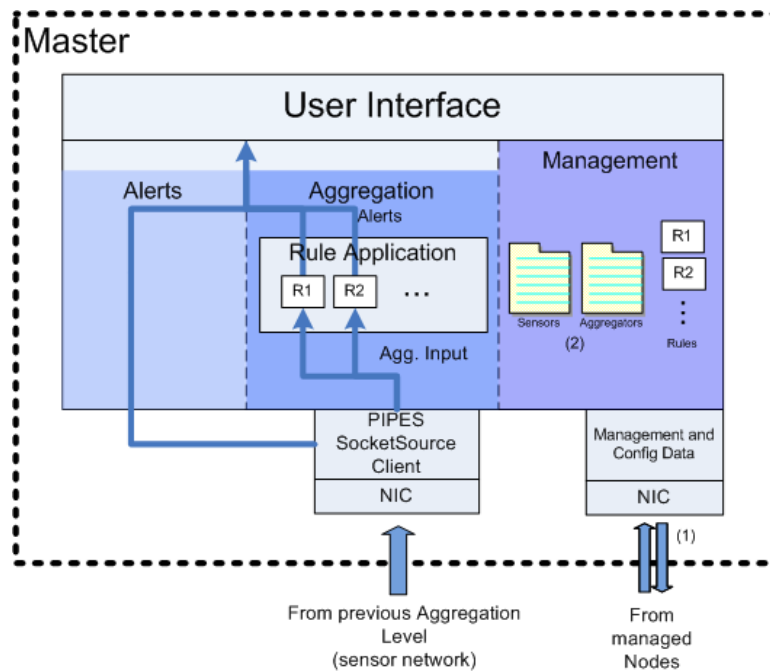 Master
User Interface
Alerts
Aggregation
Alerts
Management
Rule Application
R1
R2
...
Agg. Input
R1
R2
Sensors
Aggregators
Rules
(2)
PIPES
SocketSource
Client
NIC
Management and
Config Data
NIC
(1)
From previous Aggregation
Level
(sensor network)
From
managed
Nodes